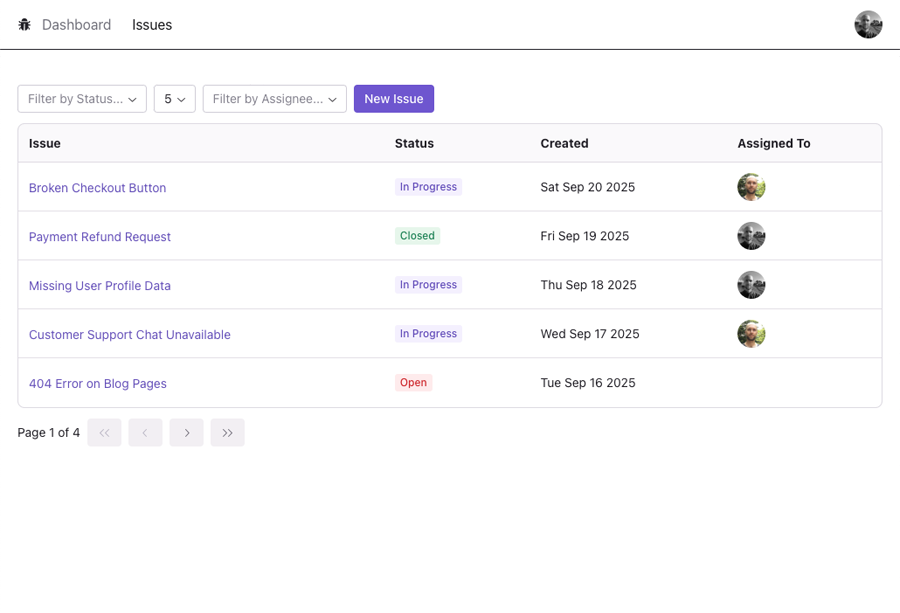 Dashboard Issues
Filter by Status... 5 Filter by Assignee... New Issue
Issue Status Created Assigned To
Broken Checkout Button In Progress Sat Sep 20 2025
Payment Refund Request Closed Fri Sep 19 2025
Missing User Profile Data In Progress Thu Sep 18 2025
Customer Support Chat Unavailable In Progress Wed Sep 17 2025
404 Error on Blog Pages Open Tue Sep 16 2025
Page 1 of 4